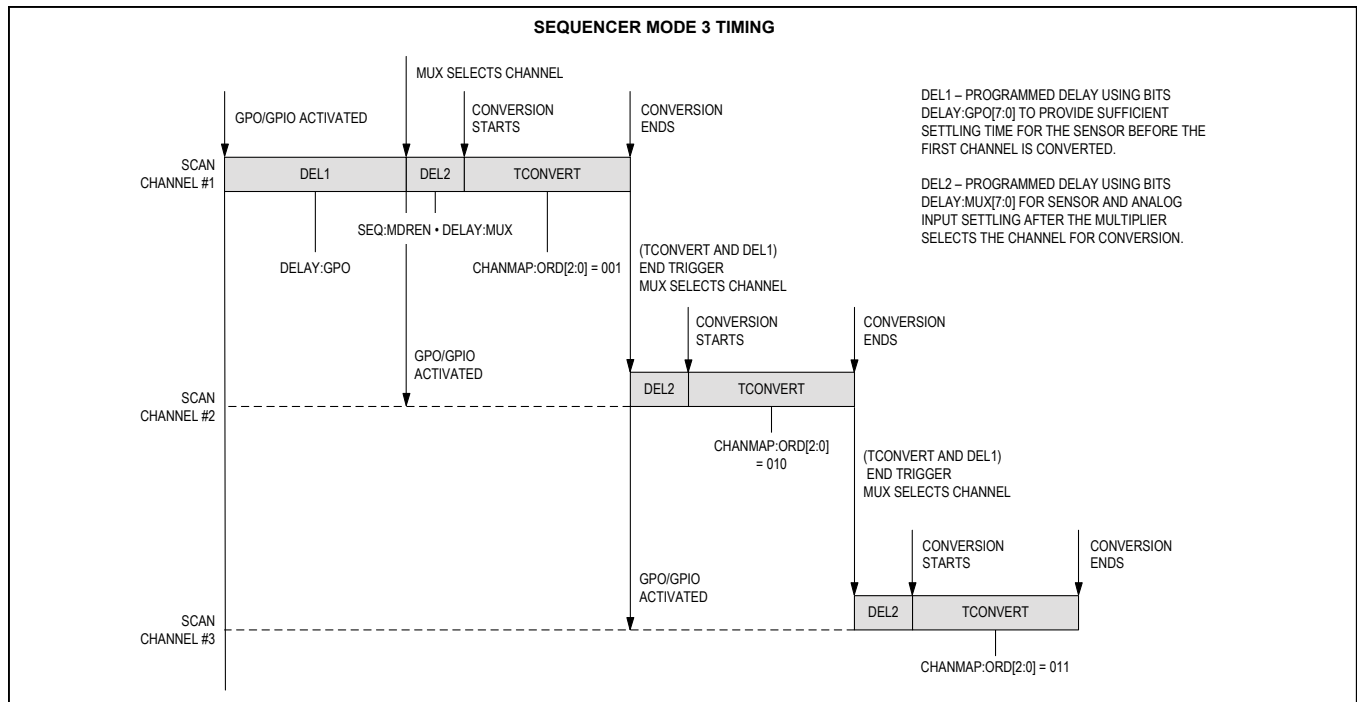 SEQUENCER MODE 3 TIMING
MUX SELECTS CHANNEL
GPO/GPIO ACTIVATED
CONVERSION
STARTS
CONVERSION
ENDS
SCAN
CHANNEL #1
DEL1
DEL2
TCONVERT
SEQ:MDREN • DELAY:MUX
DELAY:GPO
CHANMAP:ORD[2:0] = 001
DEL1 – PROGRAMMED DELAY USING BITS
DELAY:GPO[7:0] TO PROVIDE SUFFICIENT
SETTLING TIME FOR THE SENSOR BEFORE THE
FIRST CHANNEL IS CONVERTED.
DEL2 – PROGRAMMED DELAY USING BITS
DELAY:MUX[7:0] FOR SENSOR AND ANALOG
INPUT SETTLING AFTER THE MULTIPLIER
SELECTS THE CHANNEL FOR CONVERSION.
(TCONVERT AND DEL1)
END TRIGGER
MUX SELECTS CHANNEL
CONVERSION
STARTS
CONVERSION
ENDS
GPO/GPIO
ACTIVATED
SCAN
CHANNEL #2
DEL2
TCONVERT
CHANMAP:ORD[2:0]
= 010
(TCONVERT AND DEL1)
END TRIGGER
MUX SELECTS CHANNEL
CONVERSION
STARTS
CONVERSION
ENDS
GPO/GPIO
ACTIVATED
SCAN
CHANNEL #3
DEL2
TCONVERT
CHANMAP:ORD[2:0] = 011